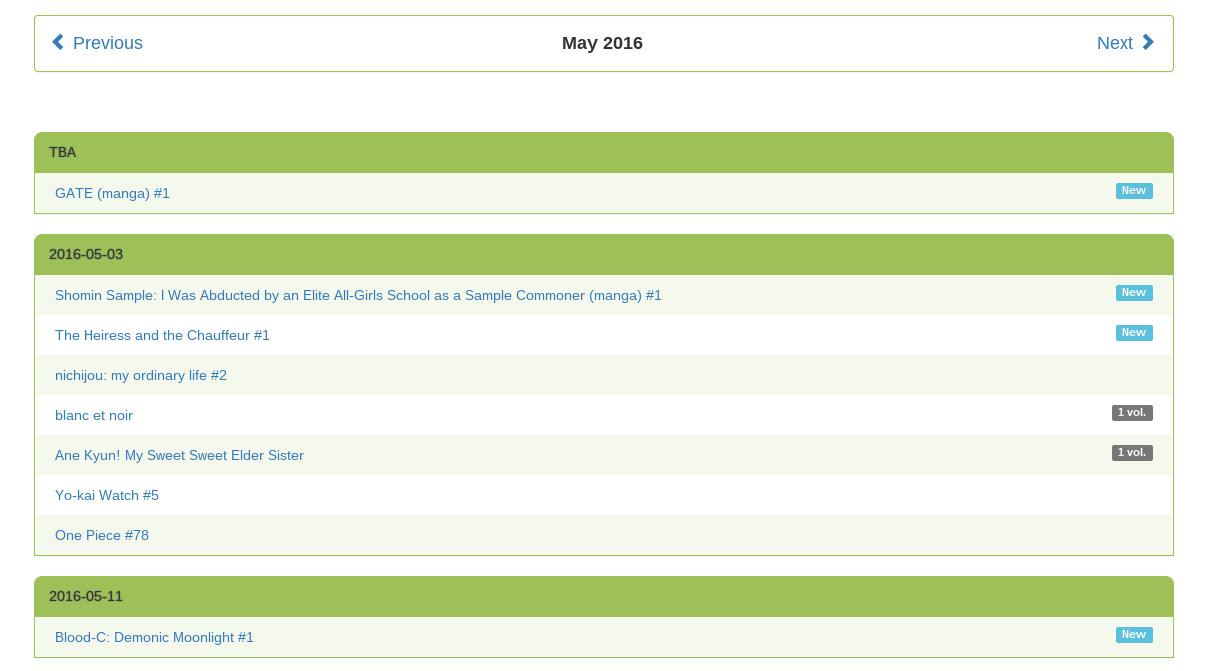 Previous May 2016 Next
TBA
GATE (manga) #1 New
2016-05-03
Shomin Sample: I Was Abducted by an Elite All-Girls School as a Sample Commoner (manga) #1 New
The Heiress and the Chauffeur #1 New
nichijou: my ordinary life #2
blanc et noir 1 vol.
Ane Kyun! My Sweet Sweet Elder Sister 1 vol.
Yo-kai Watch #5
One Piece #78
2016-05-11
Blood-C: Demonic Moonlight #1 New